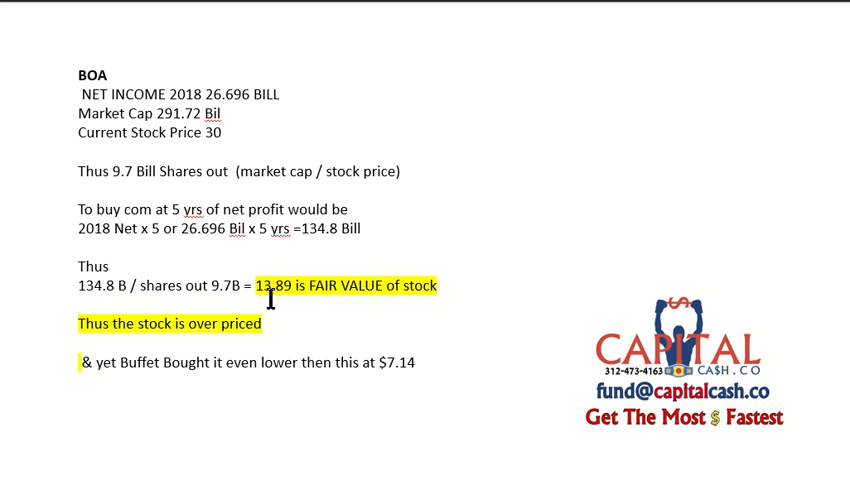 BOA
NET INCOME 2018 26.696 BILL
Market Cap 291.72 Bil
Current Stock Price 30
Thus 9.7 Bill Shares out (market cap / stock price)
To buy com at 5 yrs of net profit would be
2018 Net x 5 or 26.696 Bil x 5 yrs =134.8 Bill
Thus
134.8 B / shares out 9.7B = 13.89 is FAIR VALUE of stock
Thus the stock is over priced
& yet Buffet Bought it even lower then this at $7.14
$
CAPITAL
312-473-4163 CA$H.CO
fund@capitalcash.co
Get The Most $ Fastest